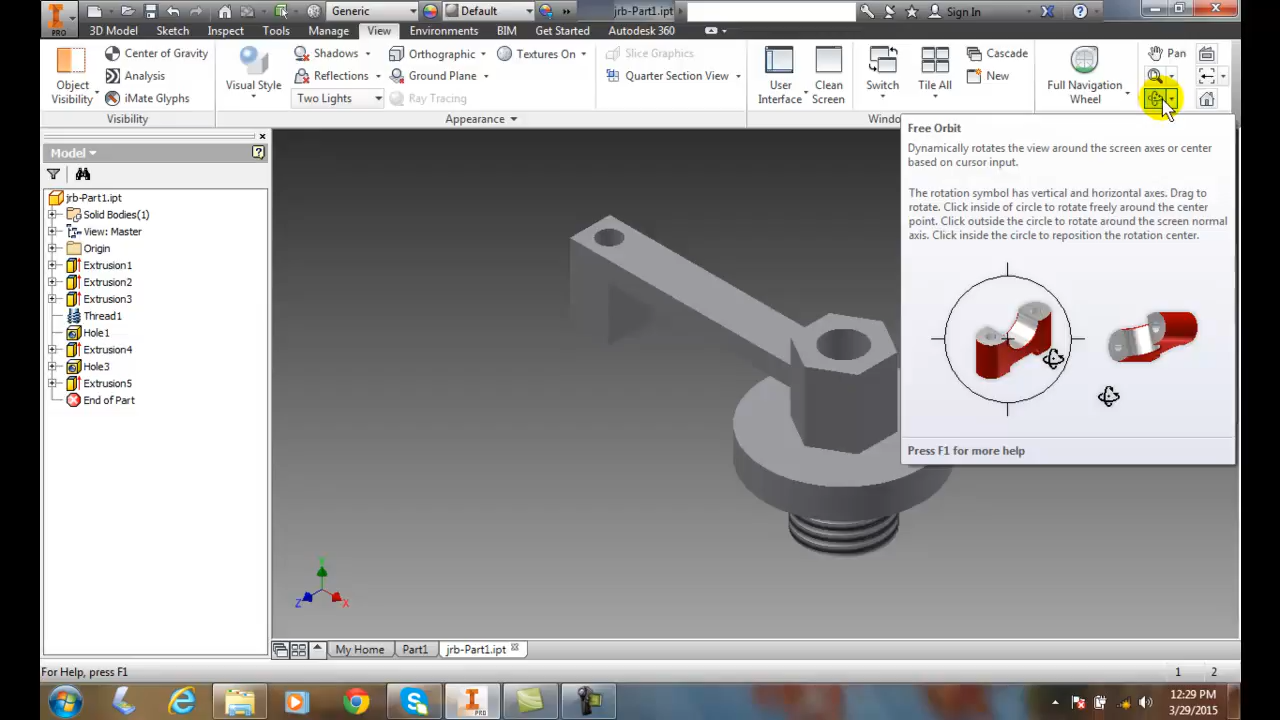 PRO
Generic
Default
jrb-Part1.ipt
Sign In
3D Model
Sketch
Inspect
Tools
Manage
View
Environments
BIM
Get Started
Autodesk 360
Object
Visibility
Center of Gravity
Analysis
iMate Glyphs
Visibility
Visual Style
Shadows
Reflections
Two Lights
Orthographic
Ground Plane
Ray Tracing
Textures On
Appearance
Slice Graphics
Quarter Section View
User
Interface
Clean
Screen
Switch
Tile All
Cascade
New
Windo
Full Navigation
Wheel
Pan
Free Orbit
Dynamically rotates the view around the screen axes or center
based on cursor input.
The rotation symbol has vertical and horizontal axes. Drag to
rotate. Click inside of circle to rotate freely around the center
point. Click outside the circle to rotate around the screen normal
axis. Click inside the circle to reposition the rotation center.
Press F1 for more help
Model
jrb-Part1.ipt
Solid Bodies(1)
View: Master
Origin
Extrusion1
Extrusion2
Extrusion3
Thread1
Hole1
Extrusion4
Hole3
Extrusion5
End of Part
Y
Z
X
My Home
Part1
jrb-Part1.ipt
For Help, press F1
1
2
PRO
12:29 PM
3/29/2015